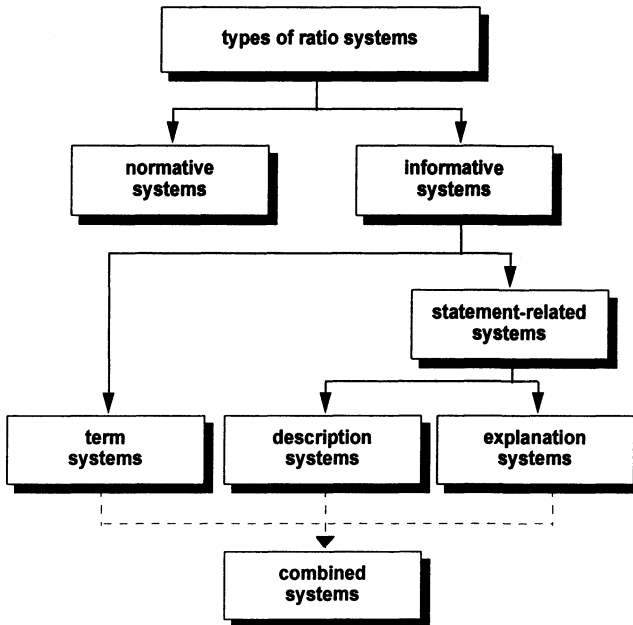 types of ratio systems
normative
systems
informative
systems
statement-related
systems
term
systems
description
systems
explanation
systems
combined
systems